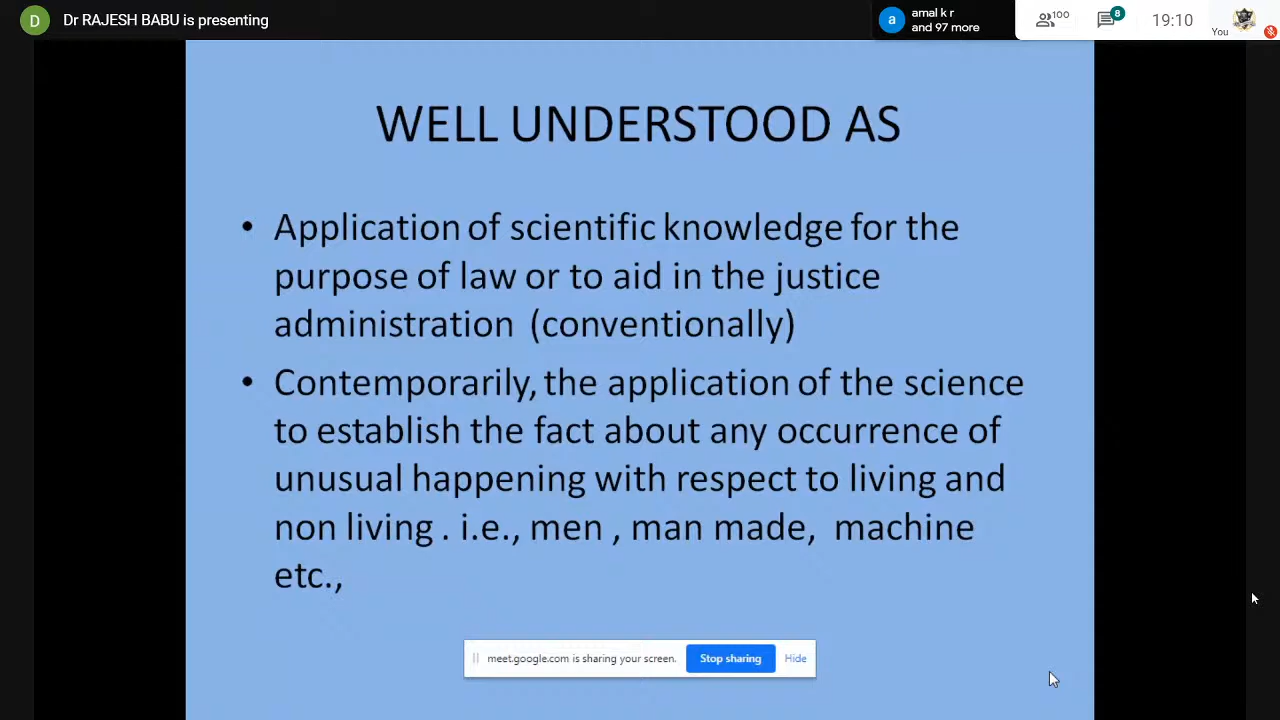 D
Dr RAJESH BABU is presenting
a
amal k r
and 97 more
100
8
19:10
You
WELL UNDERSTOOD AS
• Application of scientific knowledge for the
purpose of law or to aid in the justice
administration (conventionally)
• Contemporarily, the application of the science
to establish the fact about any occurrence of
unusual happening with respect to living and
non living . i.e., men , man made, machine
etc.,
meet.google.com is sharing your screen.
Stop sharing
Hide